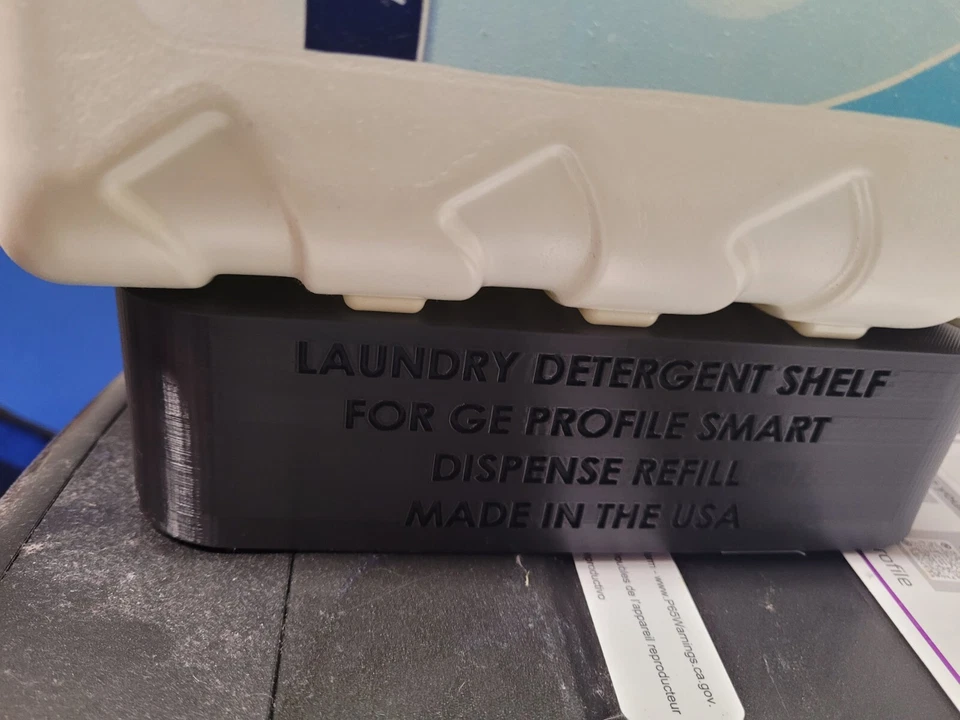 LAUNDRY DETERGENT SHELF
FOR GE PROFILE SMART
DISPENSE REFILL
MADE IN THE USA
www.P65Warnings.ca.gov.
de l'appareil reproducteur